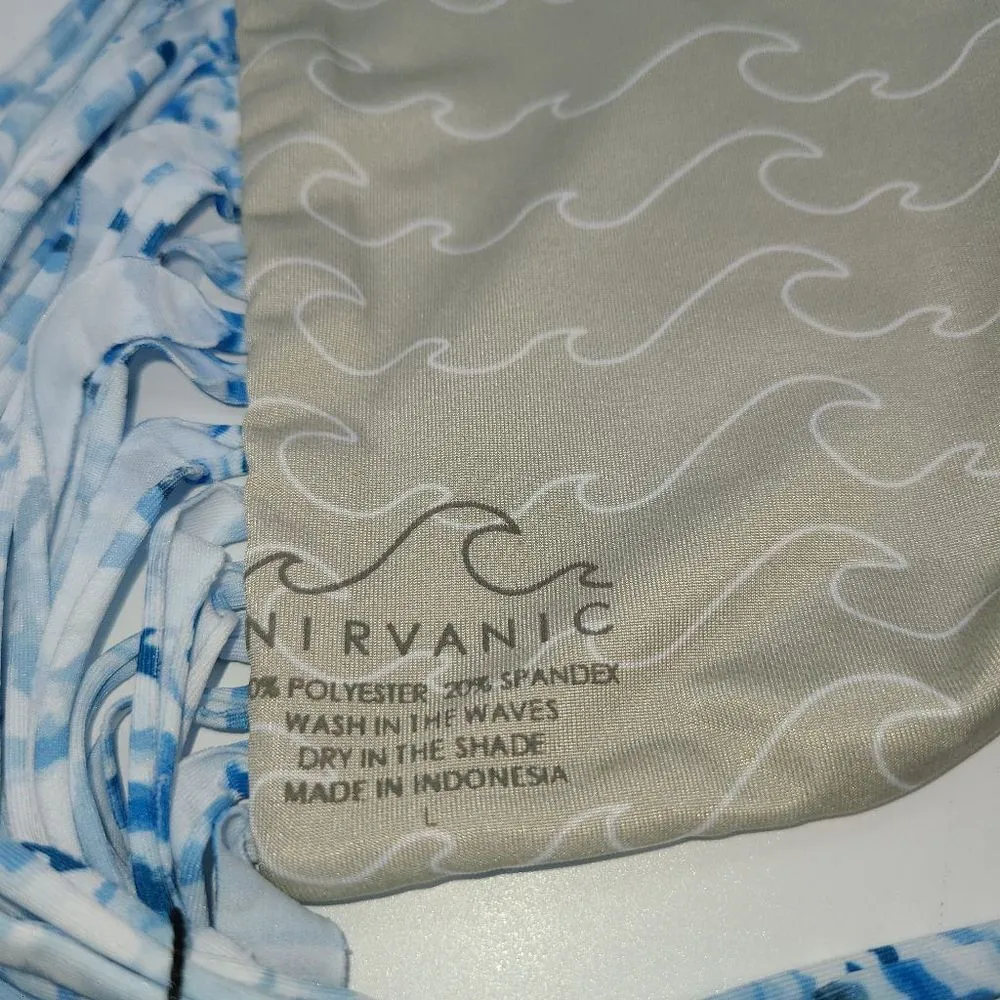 NIRVANIC
0% POLYESTER 20% SPANDEX
WASH IN THE WAVES
DRY IN THE SHADE
MADE IN INDONESIA
L